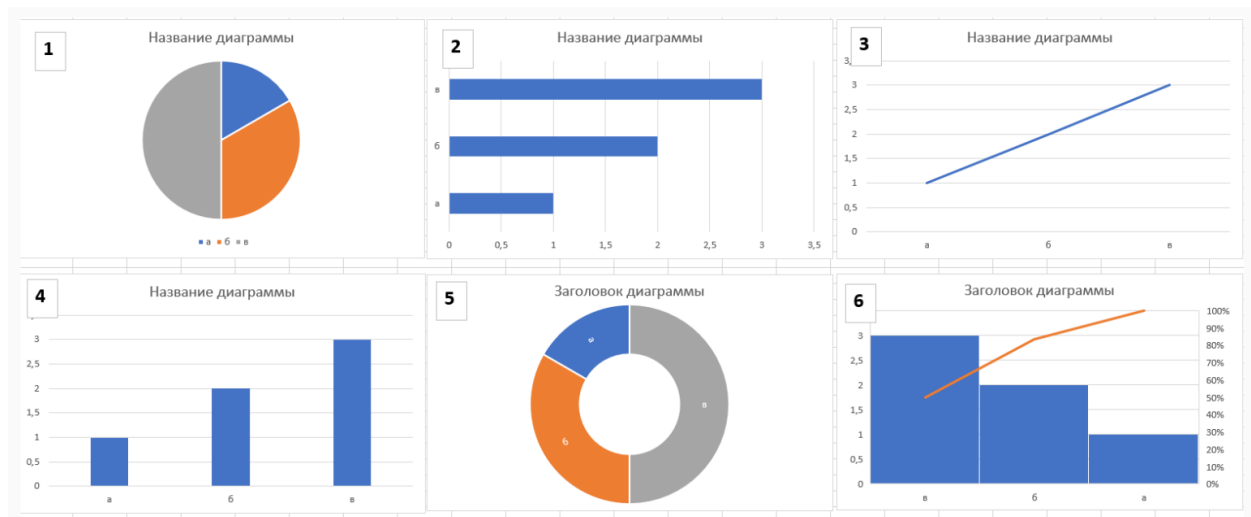 1
Название диаграммы
а б в
2
Название диаграммы
в
б
а
0 0,5 1 1,5 2 2,5 3 3,5
3
Название диаграммы
3
2,5
2
1,5
1
0,5
0
а б в
4
Название диаграммы
3
2,5
2
1,5
1
0,5
0
а б в
5
Заголовок диаграммы
а
в
б
6
Заголовок диаграммы
3
2,5
2
1,5
1
0,5
0
100%
90%
80%
70%
60%
50%
40%
30%
20%
10%
0%
в б а